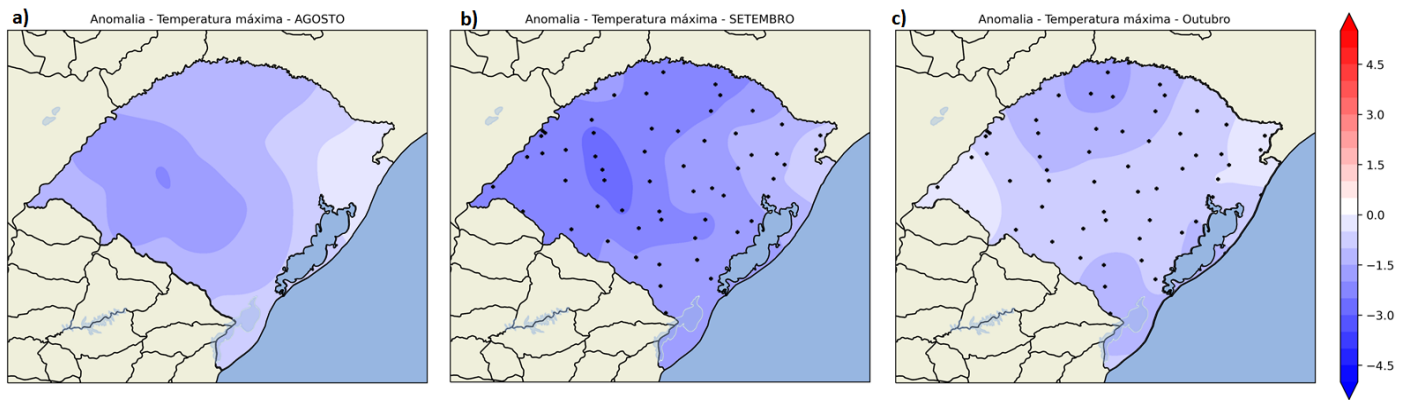 a)
Anomalia - Temperatura máxima - AGOSTO
b)
Anomalia - Temperatura máxima - SETEMBRO
c)
Anomalia - Temperatura máxima - Outubro
4.5
3.0
1.5
0.0
−1.5
−3.0
−4.5